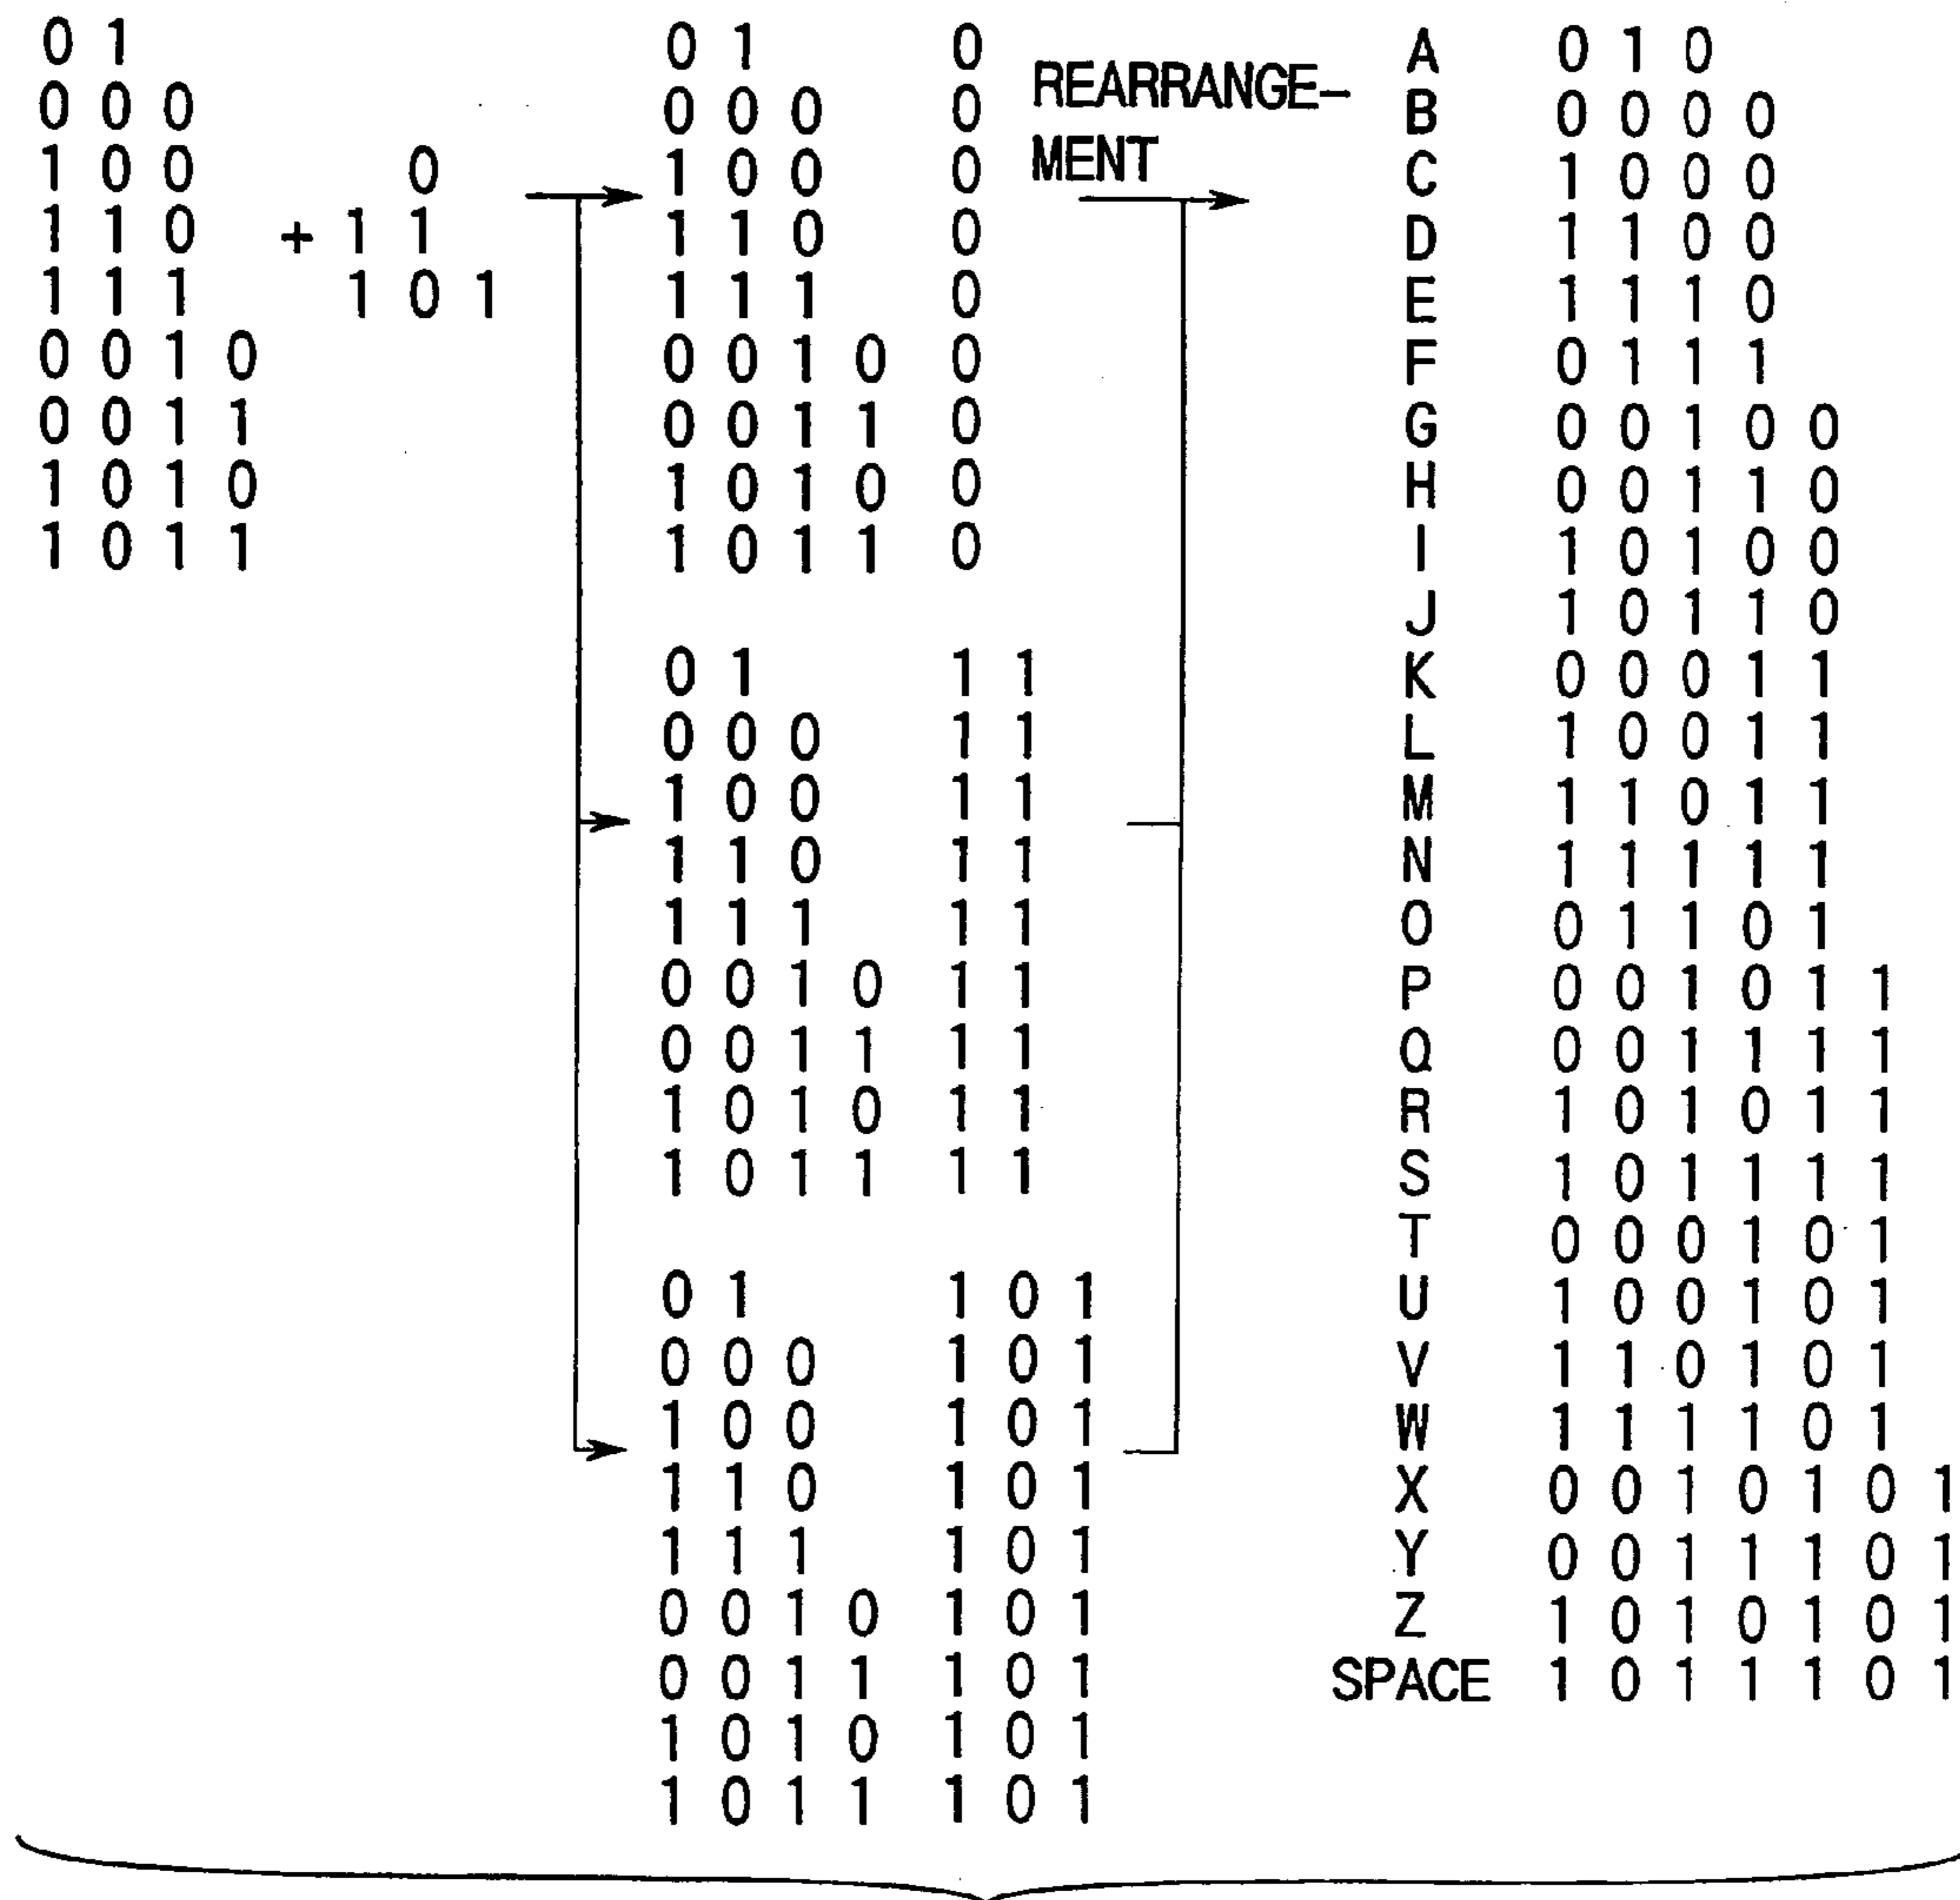 0 1
0 0 0
1 0 0
1 1 0
1 1 1
0 0 1 0
0 0 1 1
1 0 1 0
1 0 1 1
0
+ 1 1
1 0 1
0 1 0
0 0 0 0
1 0 0 0
1 1 0 0
1 1 1 0
0 0 1 0 0
0 0 1 1 0
1 0 1 0 0
1 0 1 1 0
0 1 1 1
0 0 0 1 1
1 0 0 1 1
1 1 0 1 1
1 1 1 1 1
0 0 1 0 1 1
0 0 1 1 1 1
1 0 1 0 1 1
1 0 1 1 1 1
0 1 1 0 1
0 0 0 1 0 1
1 0 0 1 0 1
1 1 0 1 0 1
1 1 1 1 0 1
0 0 1 0 1 0 1
0 0 1 1 1 0 1
1 0 1 0 1 0 1
1 0 1 1 1 0 1
REARRANGE-
MENT
A 0 1 0
B 0 0 0 0
C 1 0 0 0
D 1 1 0 0
E 1 1 1 0
F 0 1 1 1
G 0 0 1 0 0
H 0 0 1 1 0
I 1 0 1 0 0
J 1 0 1 1 0
K 0 0 0 1 1
L 1 0 0 1 1
M 1 1 0 1 1
N 1 1 1 1 1
O 0 1 1 0 1
P 0 0 1 0 1 1
Q 0 0 1 1 1 1
R 1 0 1 0 1 1
S 1 0 1 1 1 1
T 0 0 0 1 0 1
U 1 0 0 1 0 1
V 1 1 0 1 0 1
W 1 1 1 1 0 1
X 0 0 1 0 1 0 1
Y 0 0 1 1 1 0 1
Z 1 0 1 0 1 0 1
SPACE 1 0 1 1 1 0 1